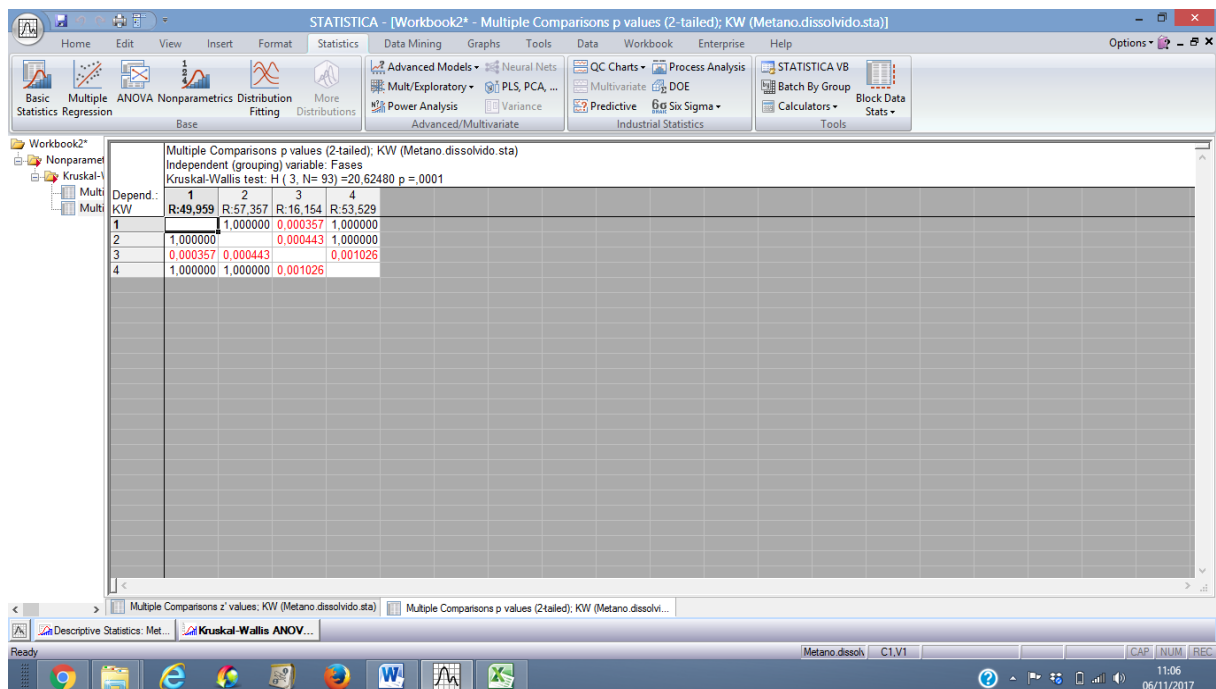 STATISTICA - [Workbook2* - Multiple Comparisons p values (2-tailed); KW (Metano.dissolvido.sta)]
Home Edit View Insert Format Statistics Data Mining Graphs Tools Data Workbook Enterprise Help Options
Advanced Models Neural Nets QC Charts Process Analysis STATISTICA VB
Mult/Exploratory PLS, PCA, ... Multivariate DOE Batch By Group
Basic Multiple ANOVA Nonparametrics Distribution More Block Data
Statistics Regression Fitting Distributions Power Analysis Variance Predictive Six Sigma Calculators Stats
Base Advanced/Multivariate Industrial Statistics Tools
Workbook2*
Nonparamet
Kruskal-V
Multi
Multi
Multiple Comparisons p values (2-tailed); KW (Metano.dissolvido.sta)
Independent (grouping) variable: Fases
Kruskal-Wallis test: H ( 3, N= 93) =20,62480 p =,0001
Depend.: 1 2 3 4
KW R:49,959 R:57,357 R:16,154 R:53,529
1 1,000000 0,000357 1,000000
2 1,000000 0,000443 1,000000
3 0,000357 0,000443 0,001026
4 1,000000 1,000000 0,001026
Multiple Comparisons z' values; KW (Metano.dissolvido.sta) Multiple Comparisons p values (2-tailed); KW (Metano.dissolvi...
Descriptive Statistics: Met... Kruskal-Wallis ANOV...
Ready Metano.dissolv C1,V1 CAP NUM REC
11:06
06/11/2017